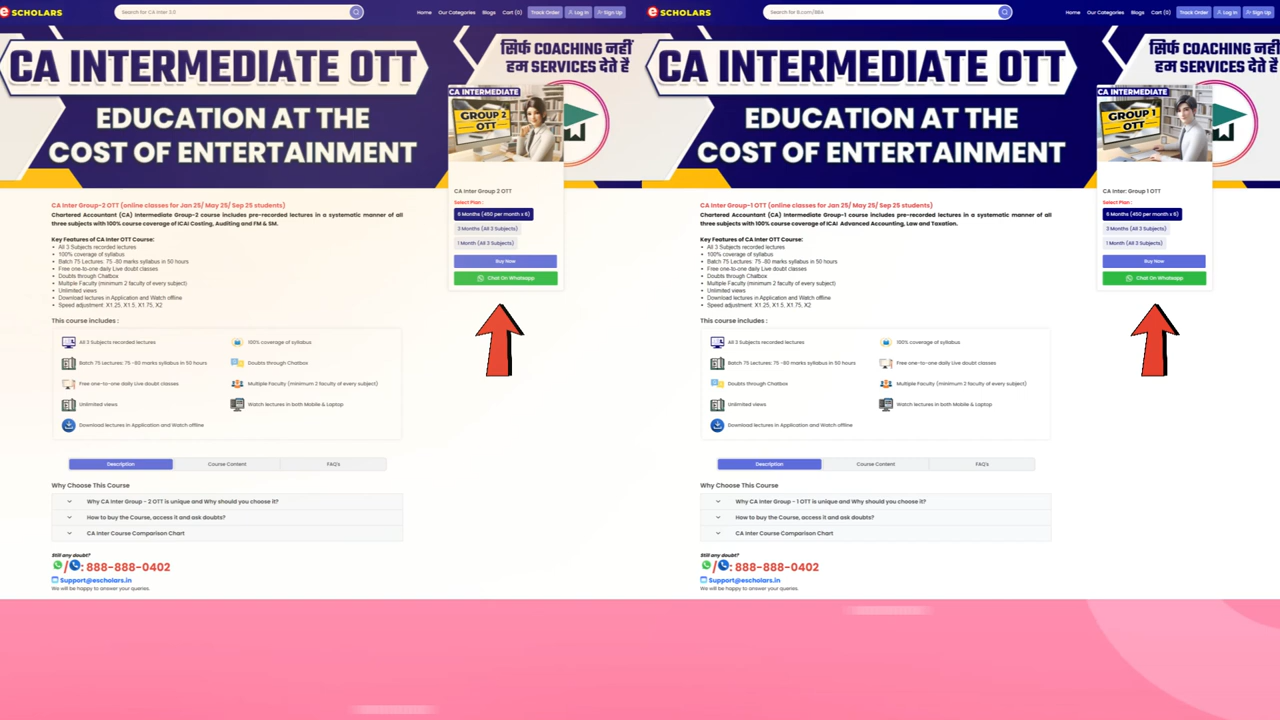 eSCHOLARS
Search for CA Inter 3.0
Home
Our Categories
Blogs
Cart (0)
Track Order
Log In
Sign Up
CA INTERMEDIATE OTT
EDUCATION AT THE
COST OF ENTERTAINMENT
सिर्फ COACHING नहीं
हम SERVICES देते है
CA INTERMEDIATE
GROUP 2
OTT
CA Inter Group 2 OTT
Select Plan :
6 Months (450 per month x 6)
3 Months (All 3 Subjects)
1 Month (All 3 Subjects)
Buy Now
Chat On Whatsapp
CA Inter Group-2 OTT (online classes for Jan 25/ May 25/ Sep 25 students)
Chartered Accountant (CA) Intermediate Group-2 course includes pre-recorded lectures in a systematic manner of all
three subjects with 100% course coverage of ICAI Costing, Auditing and FM & SM.
Key Features of CA Inter OTT Course:
All 3 Subjects recorded lectures
100% coverage of syllabus
Batch 75 Lectures: 75 -80 marks syllabus in 50 hours
Free one-to-one daily Live doubt classes
Doubts through Chatbox
Multiple Faculty (minimum 2 faculty of every subject)
Unlimited views
Download lectures in Application and Watch offline
Speed adjustment: X1.25, X1.5, X1.75, X2
This course includes :
All 3 Subjects recorded lectures
100% coverage of syllabus
Batch 75 Lectures: 75 -80 marks syllabus in 50 hours
Doubts through Chatbox
Free one-to-one daily Live doubt classes
Multiple Faculty (minimum 2 faculty of every subject)
Unlimited views
Watch lectures in both Mobile & Laptop
Download lectures in Application and Watch offline
Description
Course Content
FAQ's
Why Choose This Course
Why CA Inter Group - 2 OTT is unique and Why should you choose it?
How to buy the Course, access it and ask doubts?
CA Inter Course Comparison Chart
Still any doubt?
/ : 888-888-0402
Support@escholars.in
We will be happy to answer your queries.
eSCHOLARS
Search for B.com/BBA
Home
Our Categories
Blogs
Cart (0)
Track Order
Log In
Sign Up
CA INTERMEDIATE OTT
EDUCATION AT THE
COST OF ENTERTAINMENT
सिर्फ COACHING नहीं
हम SERVICES देते है
CA INTERMEDIATE
GROUP 1
OTT
CA Inter: Group 1 OTT
Select Plan :
6 Months (450 per month x 6)
3 Months (All 3 Subjects)
1 Month (All 3 Subjects)
Buy Now
Chat On Whatsapp
CA Inter Group-1 OTT (online classes for Jan 25/ May 25/ Sep 25 students)
Chartered Accountant (CA) Intermediate Group-1 course includes pre-recorded lectures in a systematic manner of all
three subjects with 100% course coverage of ICAI Advanced Accounting, Law and Taxation.
Key Features of CA Inter OTT Course:
All 3 Subjects recorded lectures
100% coverage of syllabus
Batch 75 Lectures: 75 -80 marks syllabus in 50 hours
Free one-to-one daily Live doubt classes
Doubts through Chatbox
Multiple Faculty (minimum 2 faculty of every subject)
Unlimited views
Download lectures in Application and Watch offline
Speed adjustment: X1.25, X1.5, X1.75, X2
This course includes :
All 3 Subjects recorded lectures
100% coverage of syllabus
Batch 75 Lectures: 75 -80 marks syllabus in 50 hours
Free one-to-one daily Live doubt classes
Doubts through Chatbox
Multiple Faculty (minimum 2 faculty of every subject)
Unlimited views
Watch lectures in both Mobile & Laptop
Download lectures in Application and Watch offline
Description
Course Content
FAQ's
Why Choose This Course
Why CA Inter Group - 1 OTT is unique and Why should you choose it?
How to buy the Course, access it and ask doubts?
CA Inter Course Comparison Chart
Still any doubt?
/ : 888-888-0402
Support@escholars.in
We will be happy to answer your queries.